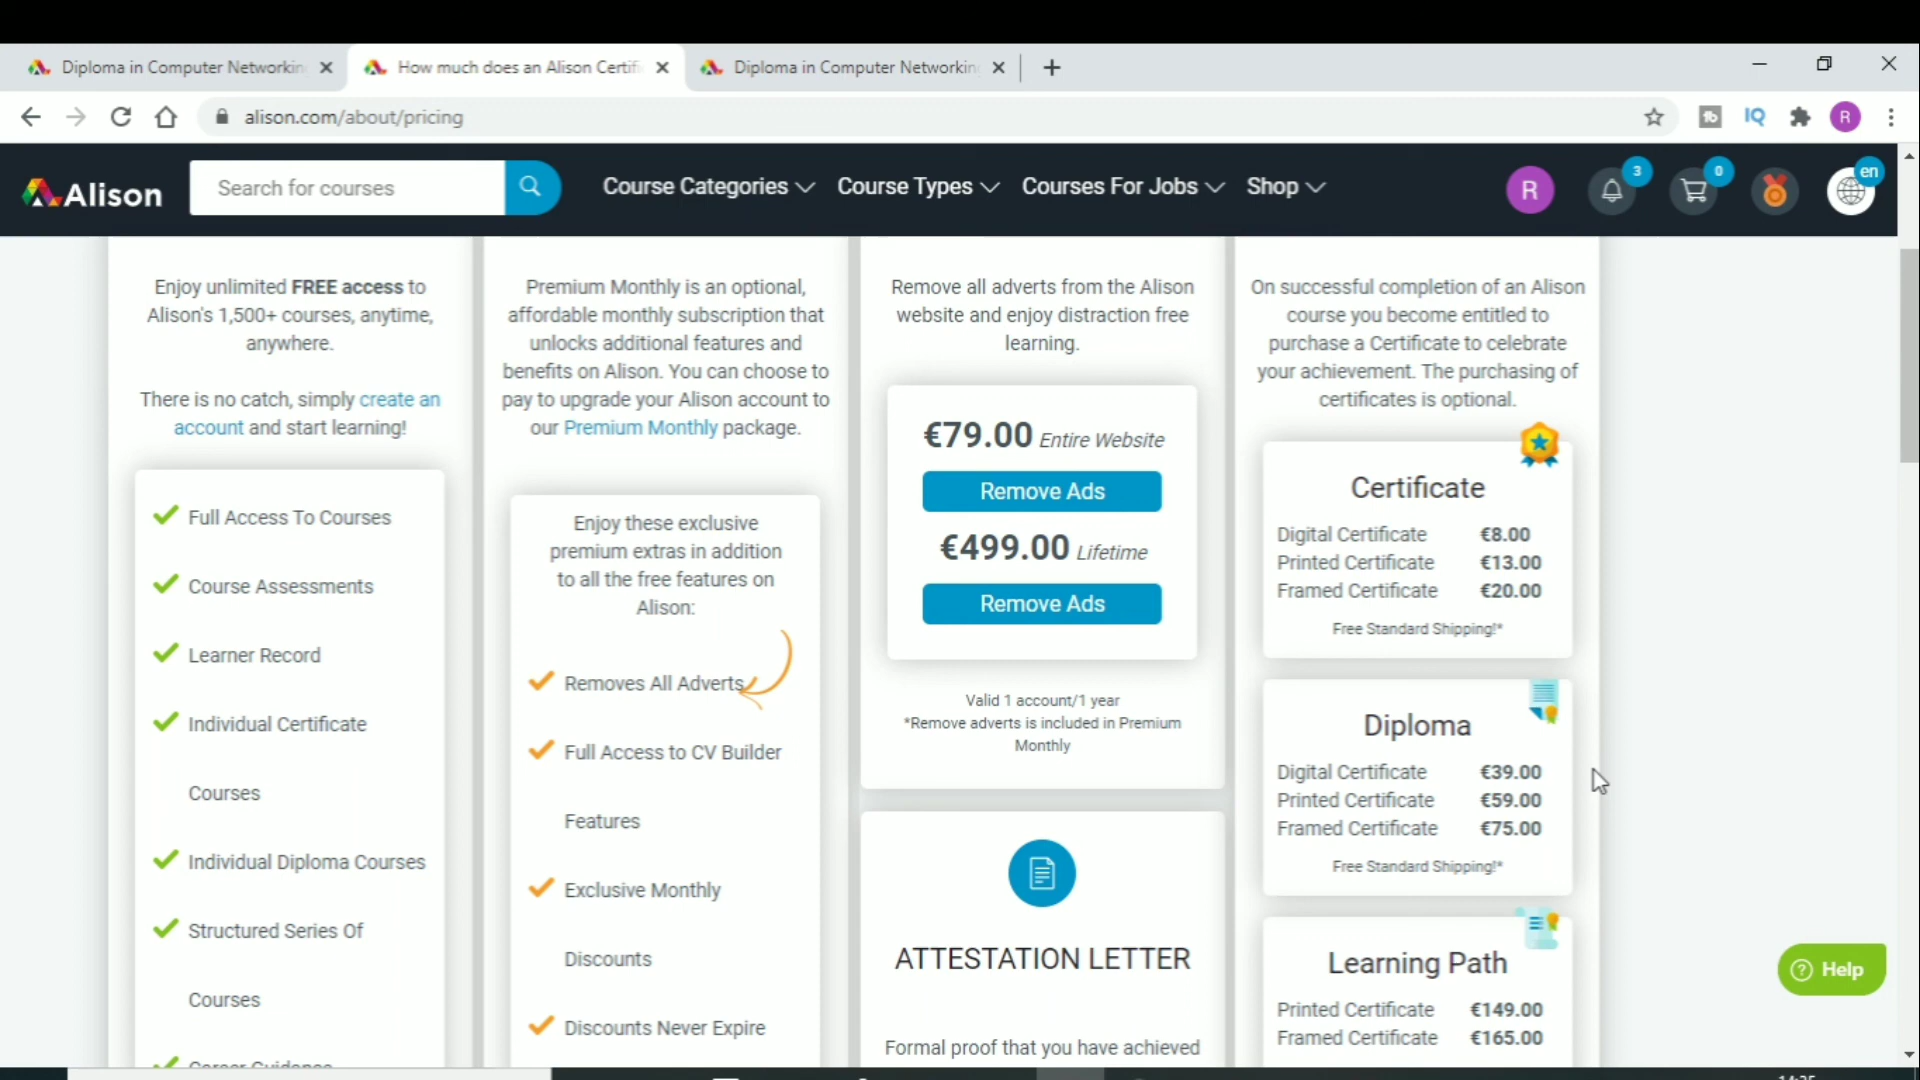 Diploma in Computer Networkin
How much does an Alison Certifi
Diploma in Computer Networkin
alison.com/about/pricing
IQ
R
Alison
Search for courses
Course Categories
Course Types
Courses For Jobs
Shop
R
3
0
en
Enjoy unlimited FREE access to
Alison's 1,500+ courses, anytime,
anywhere.
There is no catch, simply create an
account and start learning!
Full Access To Courses
Course Assessments
Learner Record
Individual Certificate
Courses
Individual Diploma Courses
Structured Series Of
Courses
Career Guidance
Premium Monthly is an optional,
affordable monthly subscription that
unlocks additional features and
benefits on Alison. You can choose to
pay to upgrade your Alison account to
our Premium Monthly package.
Enjoy these exclusive
premium extras in addition
to all the free features on
Alison:
Removes All Adverts
Full Access to CV Builder
Features
Exclusive Monthly
Discounts
Discounts Never Expire
Remove all adverts from the Alison
website and enjoy distraction free
learning.
€79.00 Entire Website
Remove Ads
€499.00 Lifetime
Remove Ads
Valid 1 account/1 year
*Remove adverts is included in Premium
Monthly
ATTESTATION LETTER
Formal proof that you have achieved
On successful completion of an Alison
course you become entitled to
purchase a Certificate to celebrate
your achievement. The purchasing of
certificates is optional.
Certificate
Digital Certificate €8.00
Printed Certificate €13.00
Framed Certificate €20.00
Free Standard Shipping!*
Diploma
Digital Certificate €39.00
Printed Certificate €59.00
Framed Certificate €75.00
Free Standard Shipping!*
Learning Path
Printed Certificate €149.00
Framed Certificate €165.00
Help